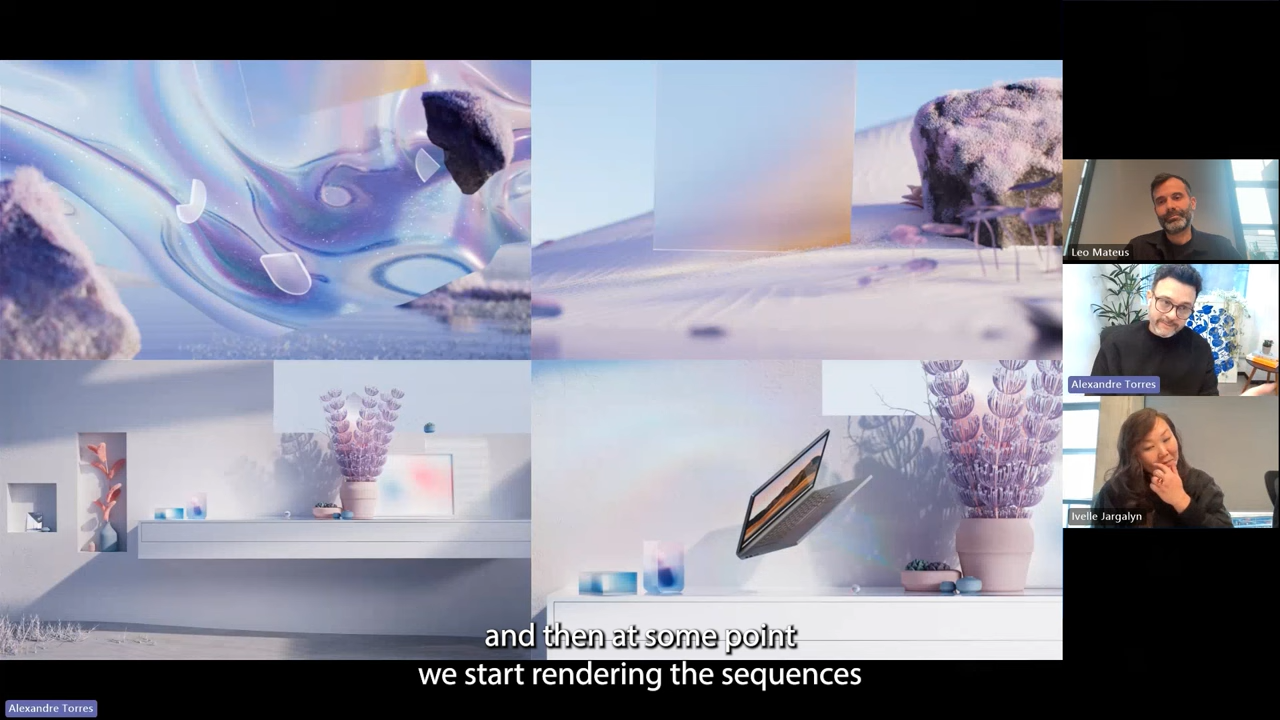 Leo Mateus
Alexandre Torres
Ivelle Jargalyn
and then at some point
we start rendering the sequences
Alexandre Torres